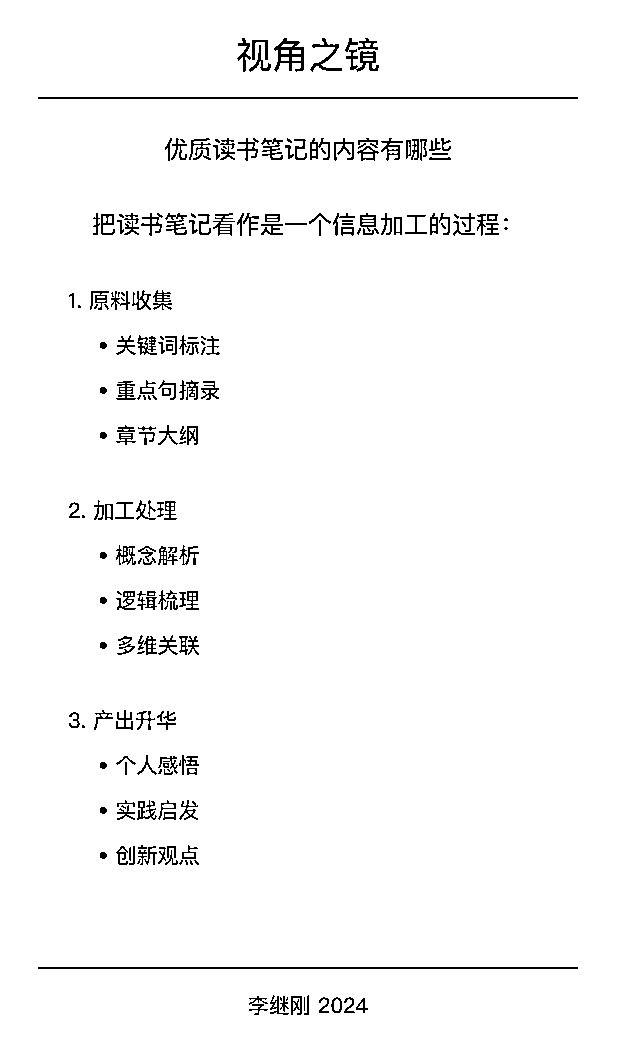 视角之镜
优质读书笔记的内容有哪些
把读书笔记看作是一个信息加工的过程：
1. 原料收集
• 关键词标注
• 重点句摘录
• 章节大纲
2. 加工处理
• 概念解析
• 逻辑梳理
• 多维关联
3. 产出升华
• 个人感悟
• 实践启发
• 创新观点
李继刚 2024